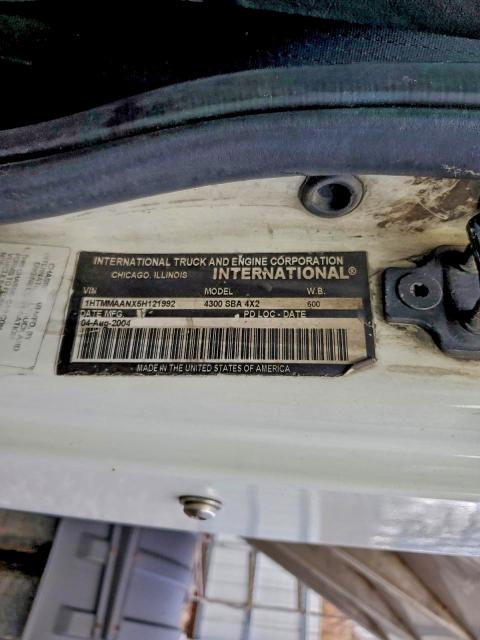 INTERNATIONAL TRUCK AND ENGINE CORPORATION
CHICAGO, ILLINOIS INTERNATIONAL®
VIN MODEL W.B.
1HTMMAANX5H121992 4300 SBA 4X2 600
DATE MFG. PD LOC - DATE
04-Aug-2004
MADE IN THE UNITED STATES OF AMERICA